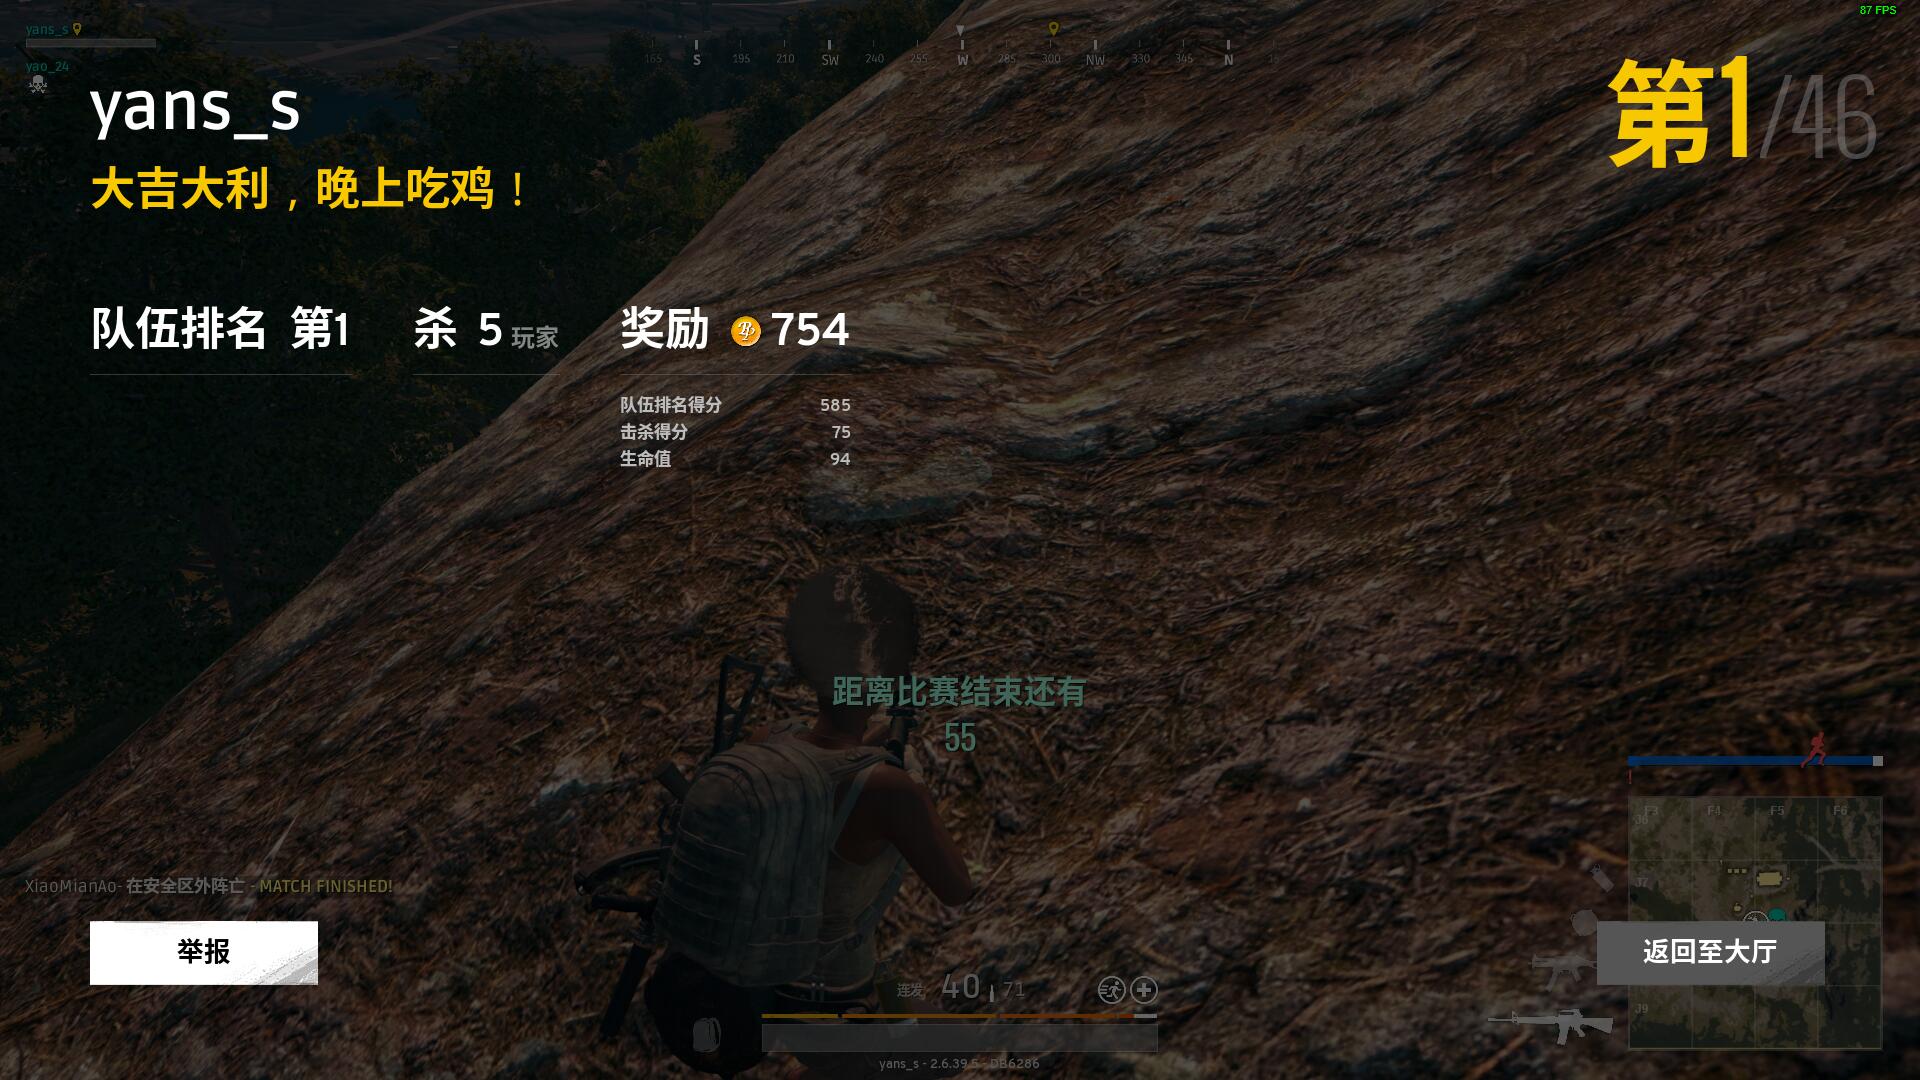 87 FPS
yans_s
yao_24
165 S 195 210 SW 240 255 W 285 300 NW 330 345 N 15
yans_s
第1/46
大吉大利，晚上吃鸡！
队伍排名 第1 杀 5 玩家 奖励 754
队伍排名得分 585
击杀得分 75
生命值 94
距离比赛结束还有
55
!
F3 F4 F5 F6
J7
XiaoMianAo- 在安全区外阵亡 - MATCH FINISHED!
举报
返回至大厅
连发 40 71
J9
yans_s - 2.6.39.5 - DB6286